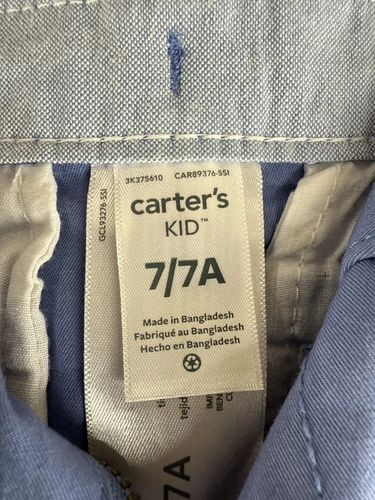 3K375610 CAR89376-SSI
carter's
KID™
7/7A
Made in Bangladesh
Fabriqué au Bangladesh
Hecho en Bangladesh
GCL93276-SSI
7A